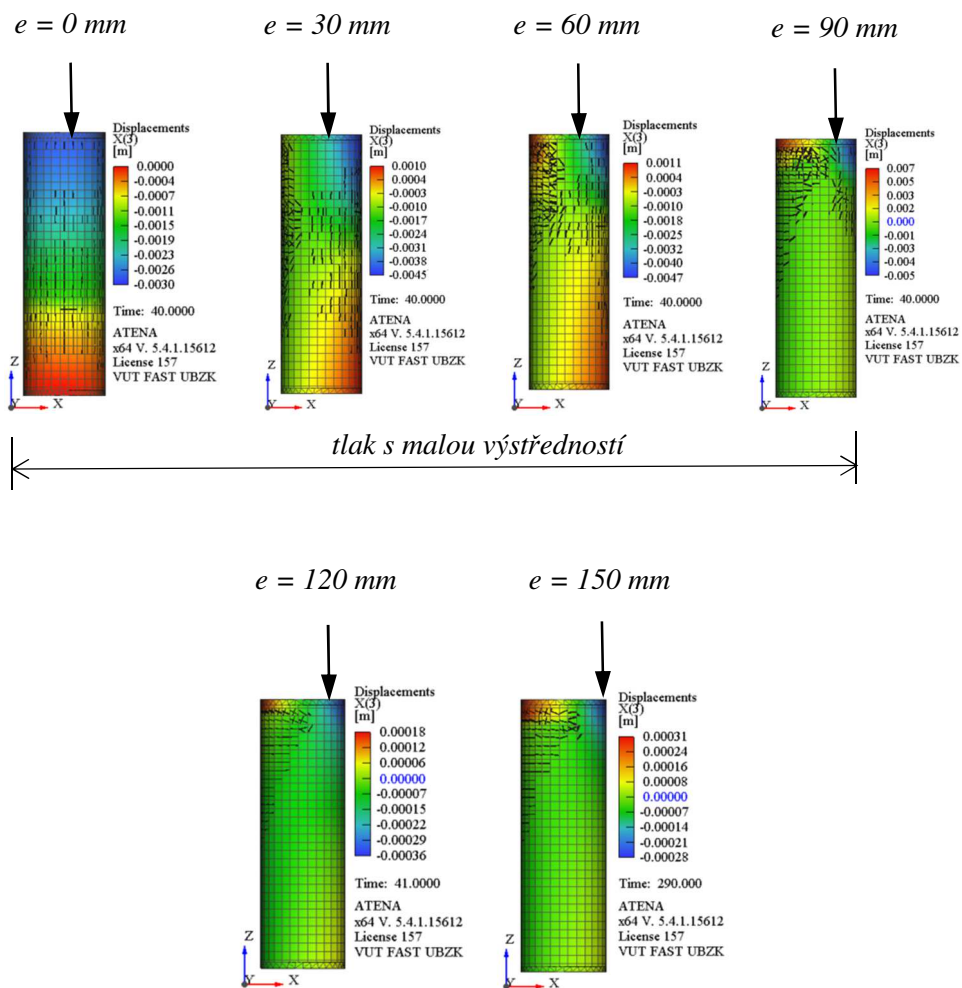 e = 0 mm
e = 30 mm
e = 60 mm
e = 90 mm
Displacements
X(3)
[m]
0.0000
-0.0004
-0.0007
-0.0011
-0.0015
-0.0019
-0.0023
-0.0026
-0.0030
Time: 40.0000
ATENA
x64 V. 5.4.1.15612
License 157
VUT FAST UBZK
Z
Y
X
Displacements
X(3)
[m]
0.0010
0.0004
-0.0003
-0.0010
-0.0017
-0.0024
-0.0031
-0.0038
-0.0045
Time: 40.0000
ATENA
x64 V. 5.4.1.15612
License 157
VUT FAST UBZK
Z
Y
X
Displacements
X(3)
[m]
0.0011
0.0004
-0.0003
-0.0010
-0.0018
-0.0025
-0.0032
-0.0040
-0.0047
Time: 40.0000
ATENA
x64 V. 5.4.1.15612
License 157
VUT FAST UBZK
Z
Y
X
Displacements
X(3)
[m]
0.007
0.005
0.003
0.002
0.000
-0.001
-0.003
-0.004
-0.005
Time: 40.0000
ATENA
x64 V. 5.4.1.15612
License 157
VUT FAST UBZK
Z
Y
X
tlak s malou výstředností
e = 120 mm
e = 150 mm
Displacements
X(3)
[m]
0.00018
0.00012
0.00006
0.00000
-0.00007
-0.00015
-0.00022
-0.00029
-0.00036
Time: 41.0000
ATENA
x64 V. 5.4.1.15612
License 157
VUT FAST UBZK
Z
Y
X
Displacements
X(3)
[m]
0.00031
0.00024
0.00016
0.00008
0.00000
-0.00007
-0.00014
-0.00021
-0.00028
Time: 290.000
ATENA
x64 V. 5.4.1.15612
License 157
VUT FAST UBZK
Z
Y
X